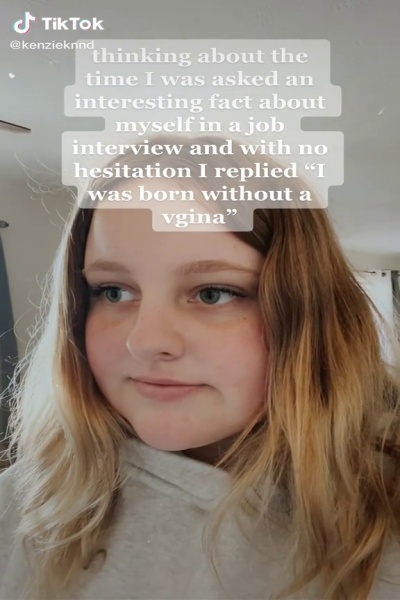 TikTok
@kenzieknnd
thinking about the
time I was asked an
interesting fact about
myself in a job
interview and with no
hesitation I replied “I
was born without a
vgina”